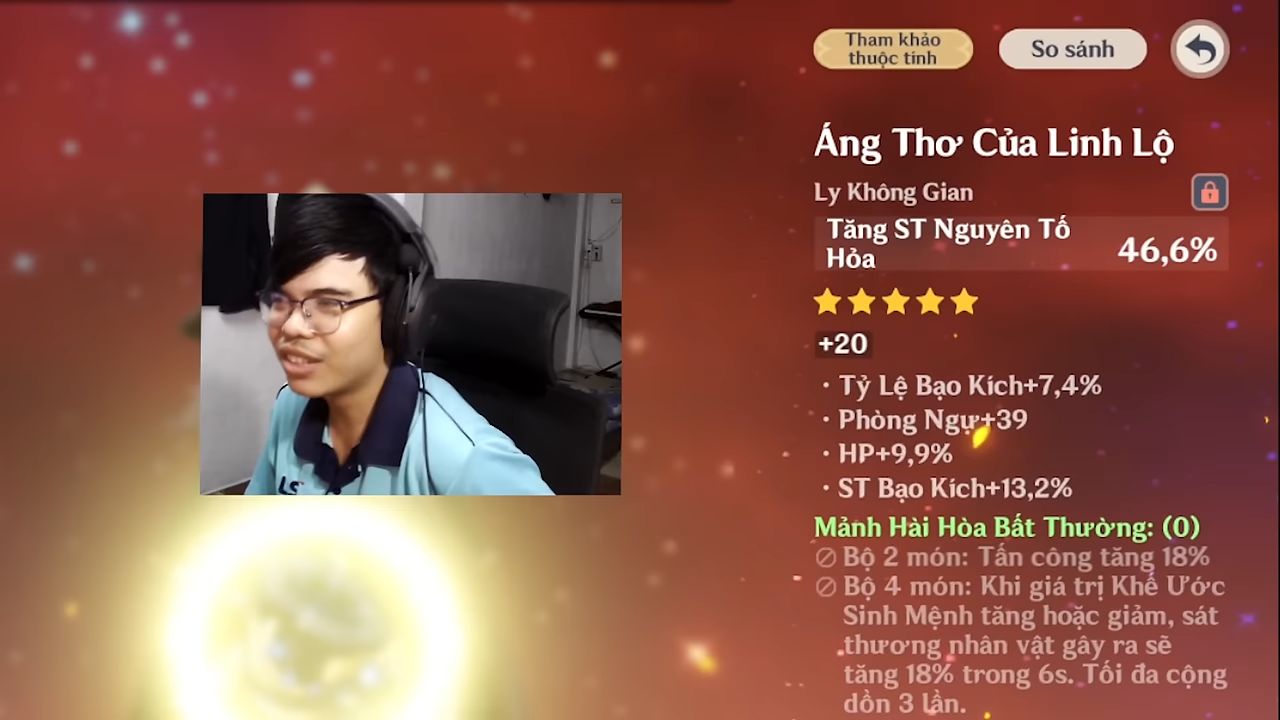 Tham khảo
thuộc tính
So sánh
Áng Thơ Của Linh Lộ
Ly Không Gian
Tăng ST Nguyên Tố
Hỏa
46,6%
+20
· Tỷ Lệ Bạo Kích+7,4%
· Phòng Ngự+39
· HP+9,9%
· ST Bạo Kích+13,2%
Mảnh Hài Hòa Bất Thường: (0)
Bộ 2 món: Tấn công tăng 18%
Bộ 4 món: Khi giá trị Khế Ước
Sinh Mệnh tăng hoặc giảm, sát
thương nhân vật gây ra sẽ
tăng 18% trong 6s. Tối đa cộng
dồn 3 lần.
LS